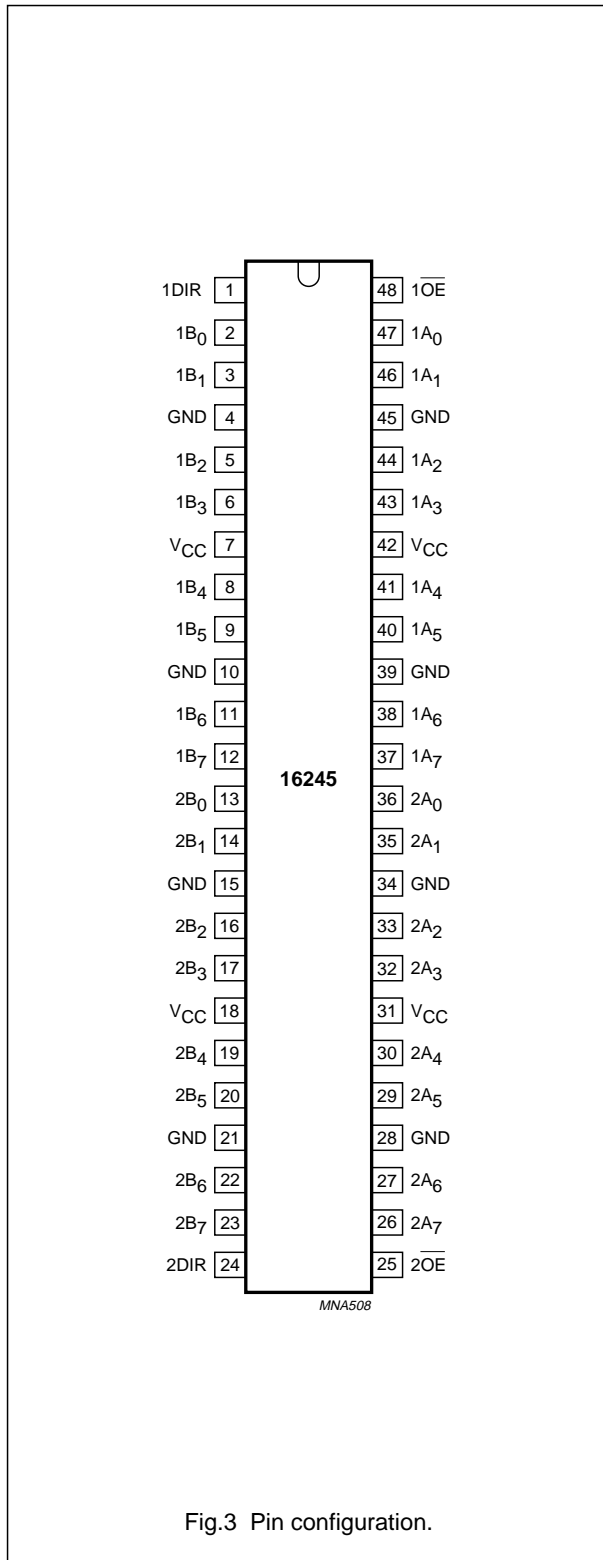 1DIR 1 48 1O̅E̅
1B0 2 47 1A0
1B1 3 46 1A1
GND 4 45 GND
1B2 5 44 1A2
1B3 6 43 1A3
VCC 7 42 VCC
1B4 8 41 1A4
1B5 9 40 1A5
GND 10 39 GND
1B6 11 38 1A6
1B7 12 37 1A7
16245
2B0 13 36 2A0
2B1 14 35 2A1
GND 15 34 GND
2B2 16 33 2A2
2B3 17 32 2A3
VCC 18 31 VCC
2B4 19 30 2A4
2B5 20 29 2A5
GND 21 28 GND
2B6 22 27 2A6
2B7 23 26 2A7
2DIR 24 25 2O̅E̅
MNA508
Fig.3 Pin configuration.